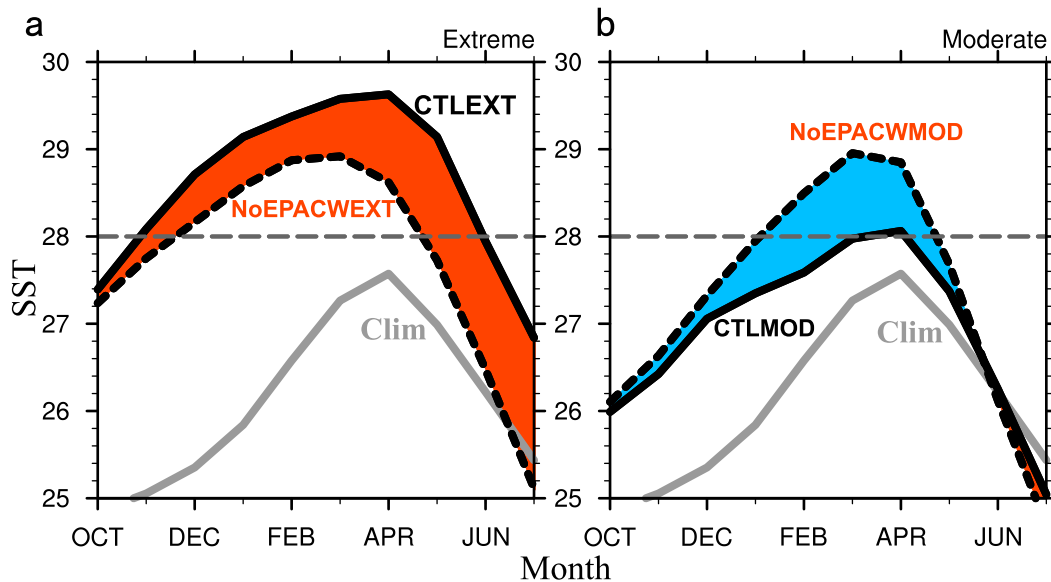 a
Extreme
30
29
28
27
26
25
SST
CTLEXT
NoEPACWEXT
Clim
OCT
DEC
FEB
APR
JUN
b
Moderate
30
29
28
27
26
25
NoEPACWMOD
CTLMOD
Clim
OCT
DEC
FEB
APR
JUN
Month